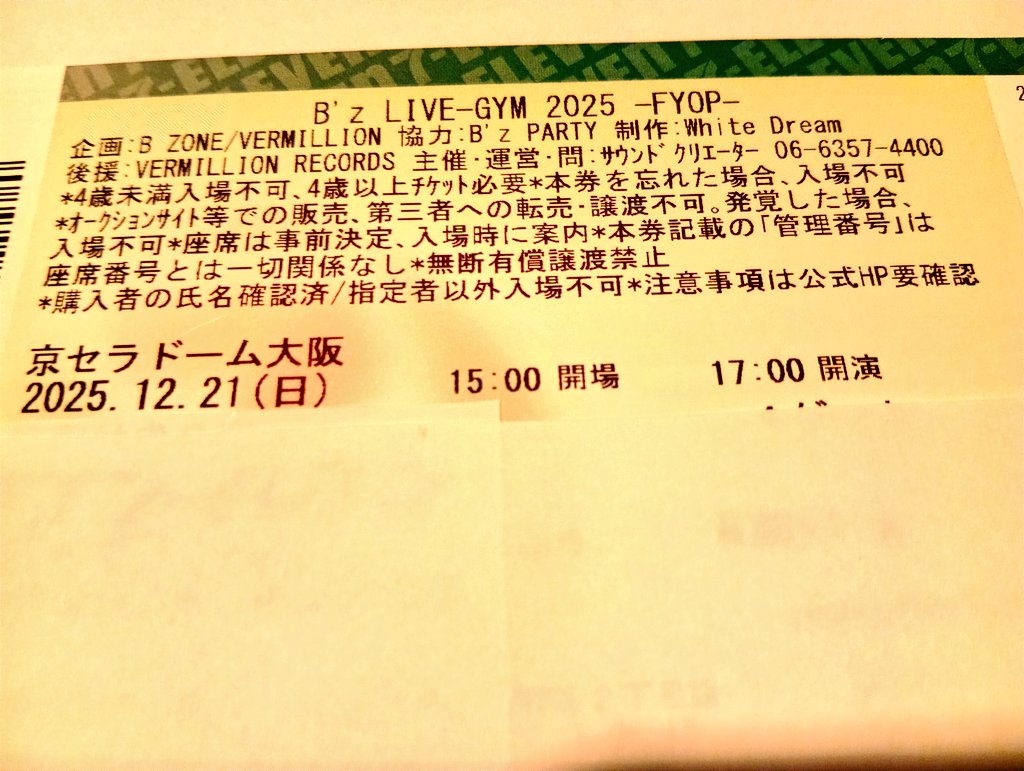 B'z LIVE-GYM 2025 -FYOP-
企画:B ZONE/VERMILLION 協力:B'z PARTY 制作:White Dream
後援:VERMILLION RECORDS 主催・運営・問:ｻｳﾝﾄﾞｸﾘｴｰﾀｰ 06-6357-4400
*4歳未満入場不可、4歳以上ﾁｹｯﾄ必要*本券を忘れた場合、入場不可
*ｵｰｸｼｮﾝｻｲﾄ等での販売、第三者への転売・譲渡不可。発覚した場合、
入場不可*座席は事前決定、入場時に案内*本券記載の「管理番号」は
座席番号とは一切関係なし*無断有償譲渡禁止
*購入者の氏名確認済/指定者以外入場不可*注意事項は公式HP要確認
京セラドーム大阪
2025.12.21(日) 15:00 開場 17:00 開演